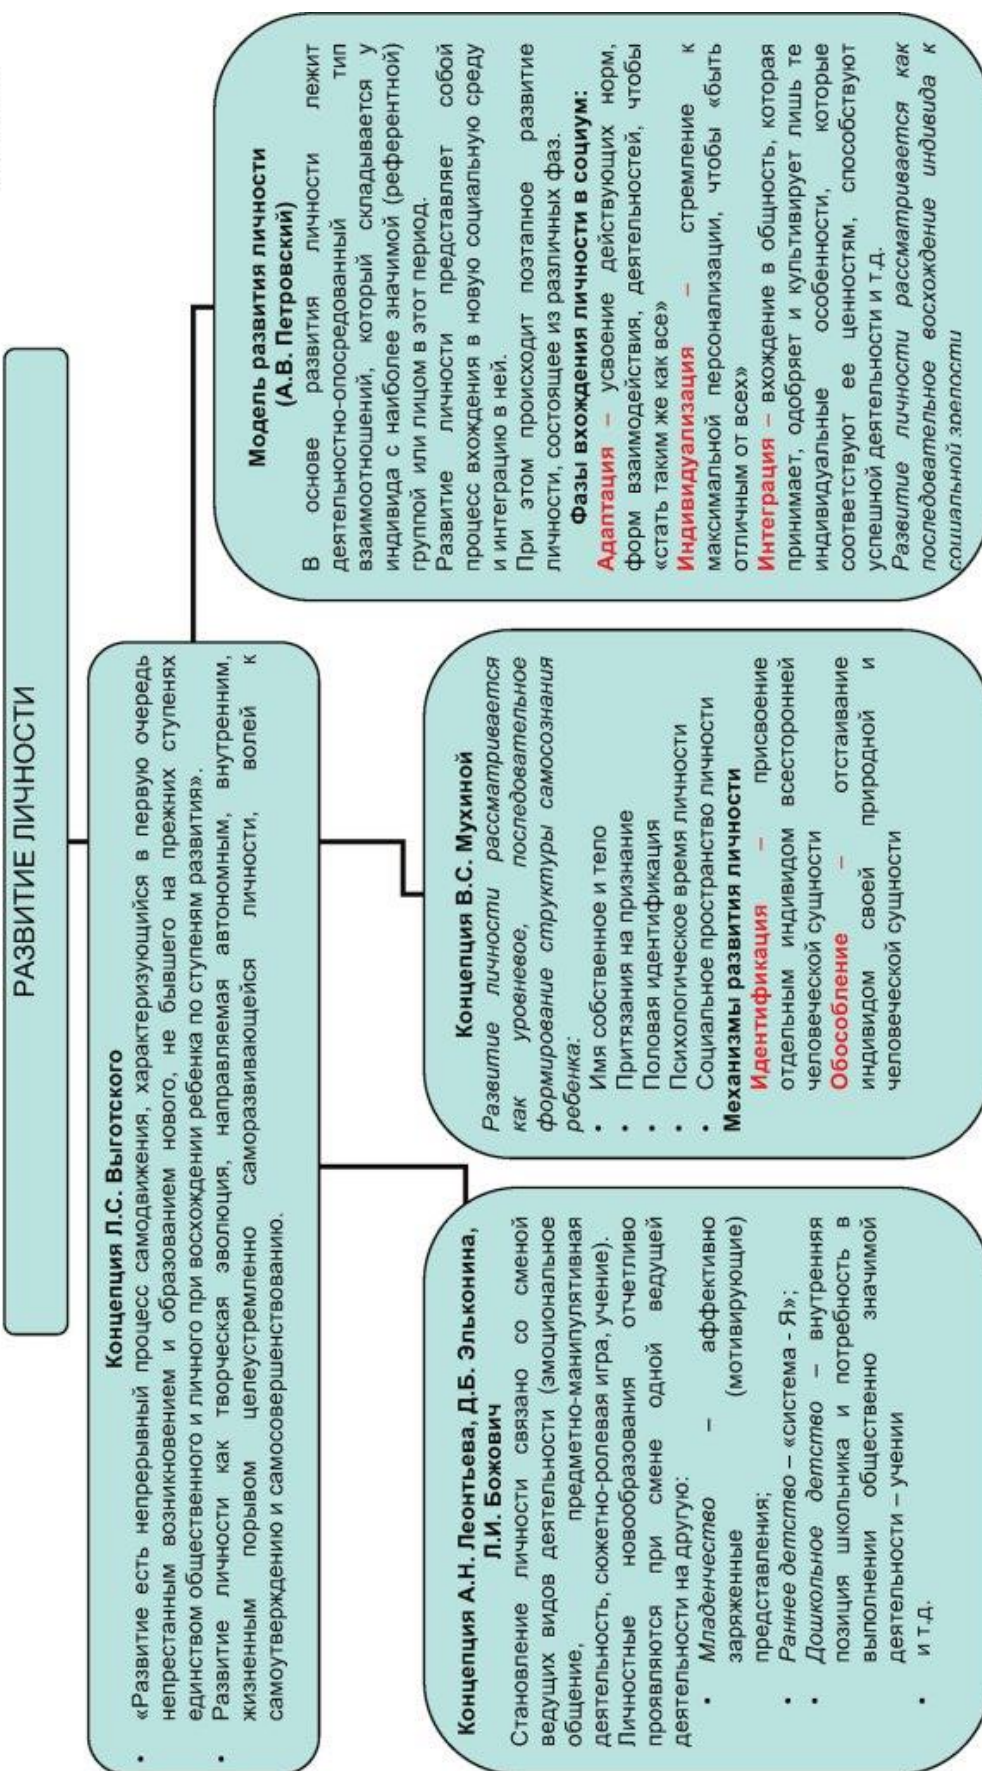 РАЗВИТИЕ ЛИЧНОСТИ
Концепция Л.С. Выготского
• «Развитие есть непрерывный процесс самодвижения, характеризующийся в первую очередь
непрестанным возникновением и образованием нового, не бывшего на прежних ступенях
единством общественного и личного при восхождении ребенка по ступеням развития».
• Развитие личности как творческая эволюция, направляемая автономным, внутренним,
жизненным порывом целеустремленно саморазвивающейся личности, волей к
самоутверждению и самосовершенствованию.
Концепция А.Н. Леонтьева, Д.Б. Эльконина,
Л.И. Божович
Становление личности связано со сменой
ведущих видов деятельности (эмоциональное
общение, предметно-манипулятивная
деятельность, сюжетно-ролевая игра, учение).
Личностные новообразования отчетливо
проявляются при смене одной ведущей
деятельности на другую:
• Младенчество – аффективно
заряженные (мотивирующие)
представления;
• Раннее детство – «система - Я»;
• Дошкольное детство – внутренняя
позиция школьника и потребность в
выполнении общественно значимой
деятельности – учении
• и т.д.
Концепция В.С. Мухиной
Развитие личности рассматривается
как уровневое, последовательное
формирование структуры самосознания
ребенка:
• Имя собственное и тело
• Притязания на признание
• Половая идентификация
• Психологическое время личности
• Социальное пространство личности
Механизмы развития личности
Идентификация – присвоение
отдельным индивидом всесторонней
человеческой сущности
Обособление – отстаивание
индивидом своей природной и
человеческой сущности
Модель развития личности
(А.В. Петровский)
В основе развития личности лежит
деятельностно-опосредованный тип
взаимоотношений, который складывается у
индивида с наиболее значимой (референтной)
группой или лицом в этот период.
Развитие личности представляет собой
процесс вхождения в новую социальную среду
и интеграцию в ней.
При этом происходит поэтапное развитие
личности, состоящее из различных фаз.
Фазы вхождения личности в социум:
Адаптация – усвоение действующих норм,
форм взаимодействия, деятельностей, чтобы
«стать таким же как все»
Индивидуализация – стремление к
максимальной персонализации, чтобы «быть
отличным от всех»
Интеграция – вхождение в общность, которая
принимает, одобряет и культивирует лишь те
индивидуальные особенности, которые
соответствуют ее ценностям, способствуют
успешной деятельности и т.д.
Развитие личности рассматривается как
последовательное восхождение индивида к
социальной зрелости